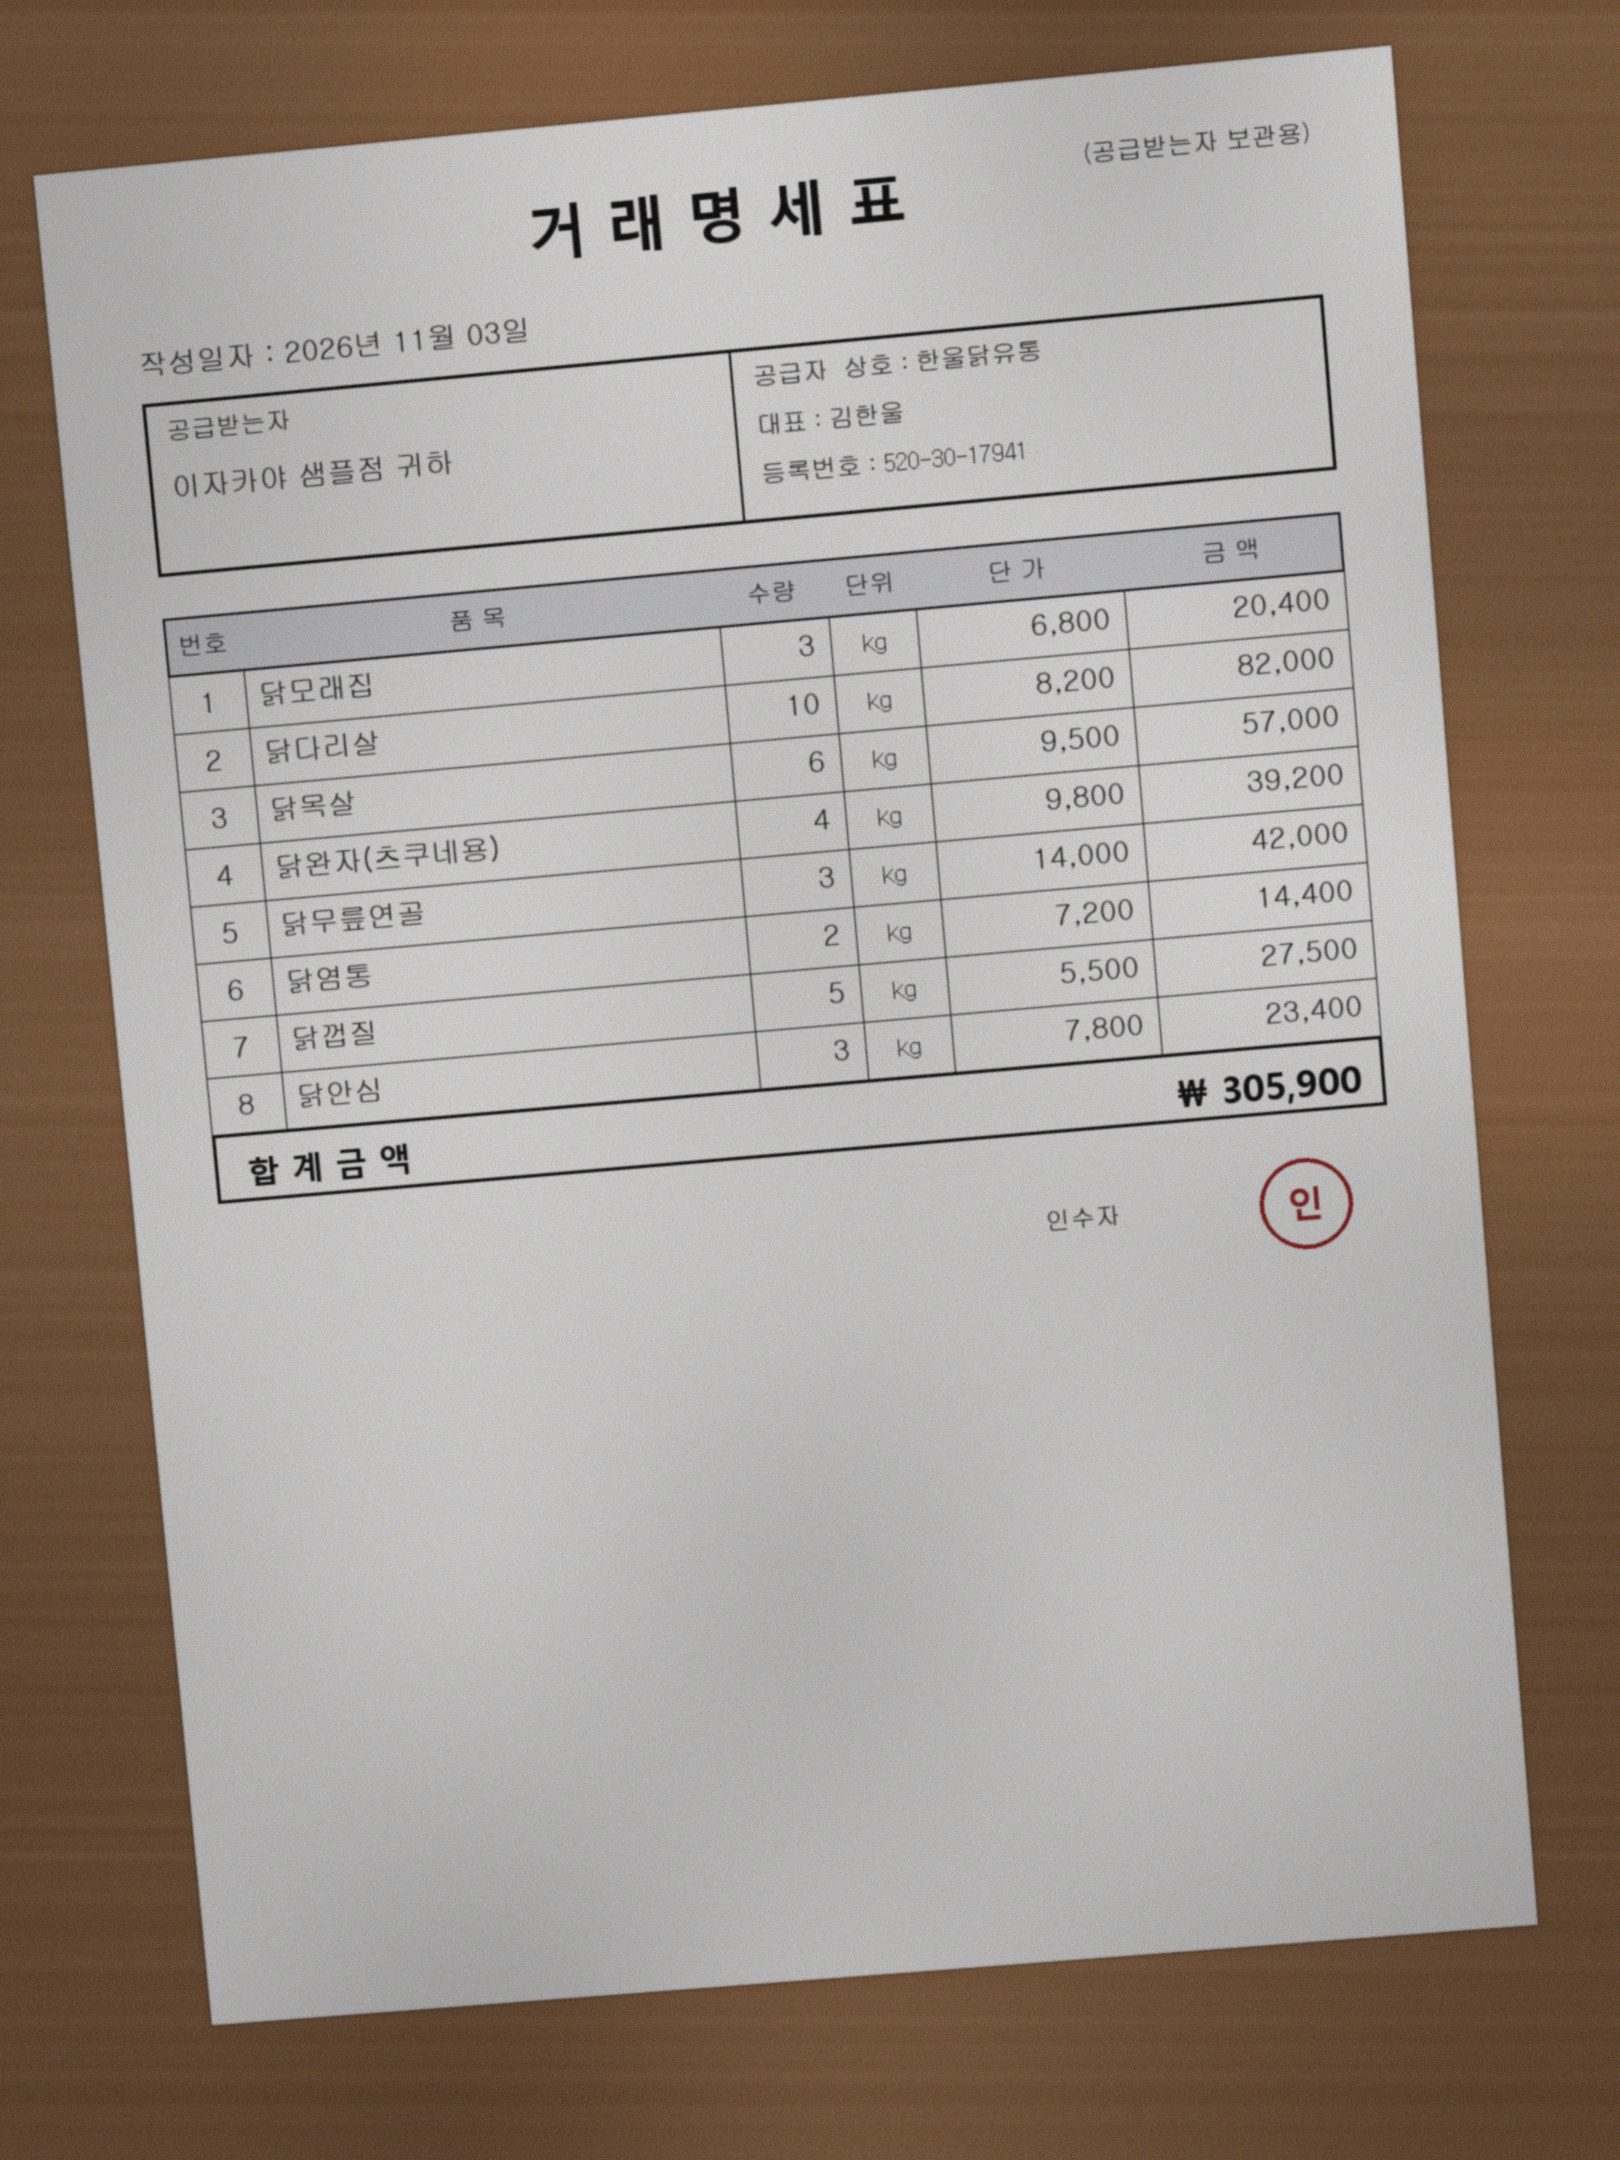 (공급받는자 보관용)
거 래 명 세 표
작성일자 : 2026년 11월 03일
공급받는자
이자카야 샘플점 귀하
공급자 상호 : 한울닭유통
대표 : 김한울
등록번호 : 520-30-17941
번호 품 목 수량 단위 단 가 금 액
1 닭모래집 3 kg 6,800 20,400
2 닭다리살 10 kg 8,200 82,000
3 닭목살 6 kg 9,500 57,000
4 닭완자(츠쿠네용) 4 kg 9,800 39,200
5 닭무릎연골 3 kg 14,000 42,000
6 닭염통 2 kg 7,200 14,400
7 닭껍질 5 kg 5,500 27,500
8 닭안심 3 kg 7,800 23,400
합 계 금 액 ₩ 305,900
인수자 인